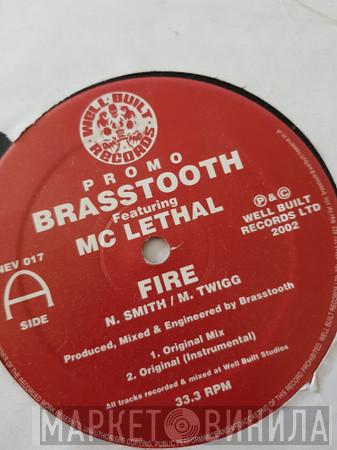 WELL BUILT
RECORDS
PROMO
BRASSTOOTH
Featuring
MC LETHAL
FIRE
N. SMITH / M. TWIGG
NEV 017
A
SIDE
P & ©
WELL BUILT
RECORDS LTD
2002
Produced, Mixed & Engineered by Brasstooth
1. Original Mix
2. Original (Instrumental)
All tracks recorded & mixed at Well Built Studios
33.3 RPM
МАРКЕТ ВИНИЛА